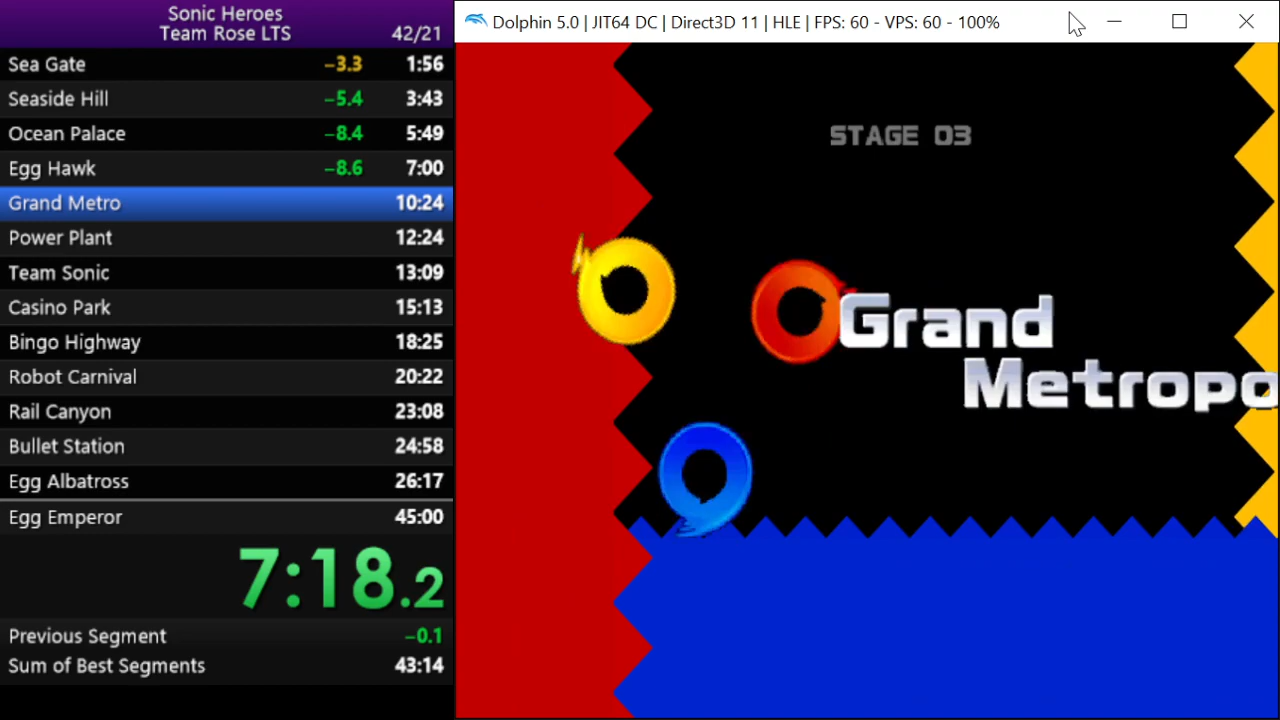 Sonic Heroes
Team Rose LTS 42/21
Sea Gate −3.3 1:56
Seaside Hill −5.4 3:43
Ocean Palace −8.4 5:49
Egg Hawk −8.6 7:00
Grand Metro 10:24
Power Plant 12:24
Team Sonic 13:09
Casino Park 15:13
Bingo Highway 18:25
Robot Carnival 20:22
Rail Canyon 23:08
Bullet Station 24:58
Egg Albatross 26:17
Egg Emperor 45:00
7:18.2
Previous Segment −0.1
Sum of Best Segments 43:14
Dolphin 5.0 | JIT64 DC | Direct3D 11 | HLE | FPS: 60 - VPS: 60 - 100%
STAGE 03
Grand
Metropo